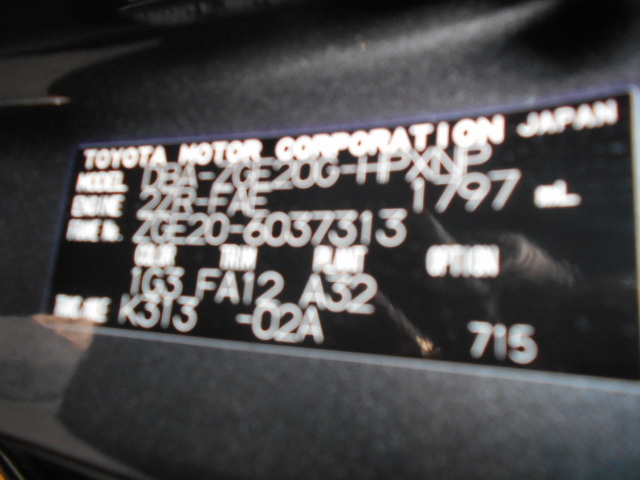 TOYOTA MOTOR CORPORATION JAPAN
MODEL DBA-ZGE20G-HPXNP
ENGINE 2ZR-FAE 1797 mL
FRAME No. ZGE20-6037313
COLOR TRIM PLANT OPTION
1G3 FA12 A32
K313 -02A 715